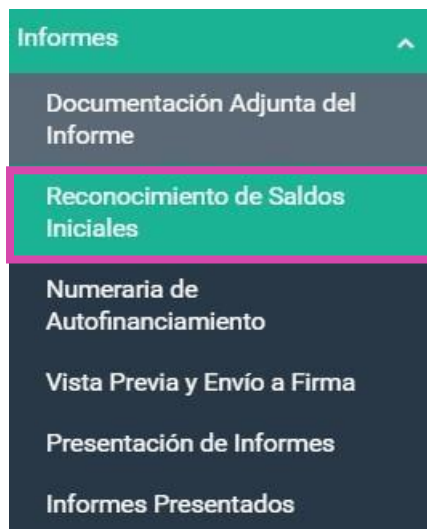 Informes
Documentación Adjunta del
Informe
Reconocimiento de Saldos
Iniciales
Numeraria de
Autofinanciamiento
Vista Previa y Envío a Firma
Presentación de Informes
Informes Presentados